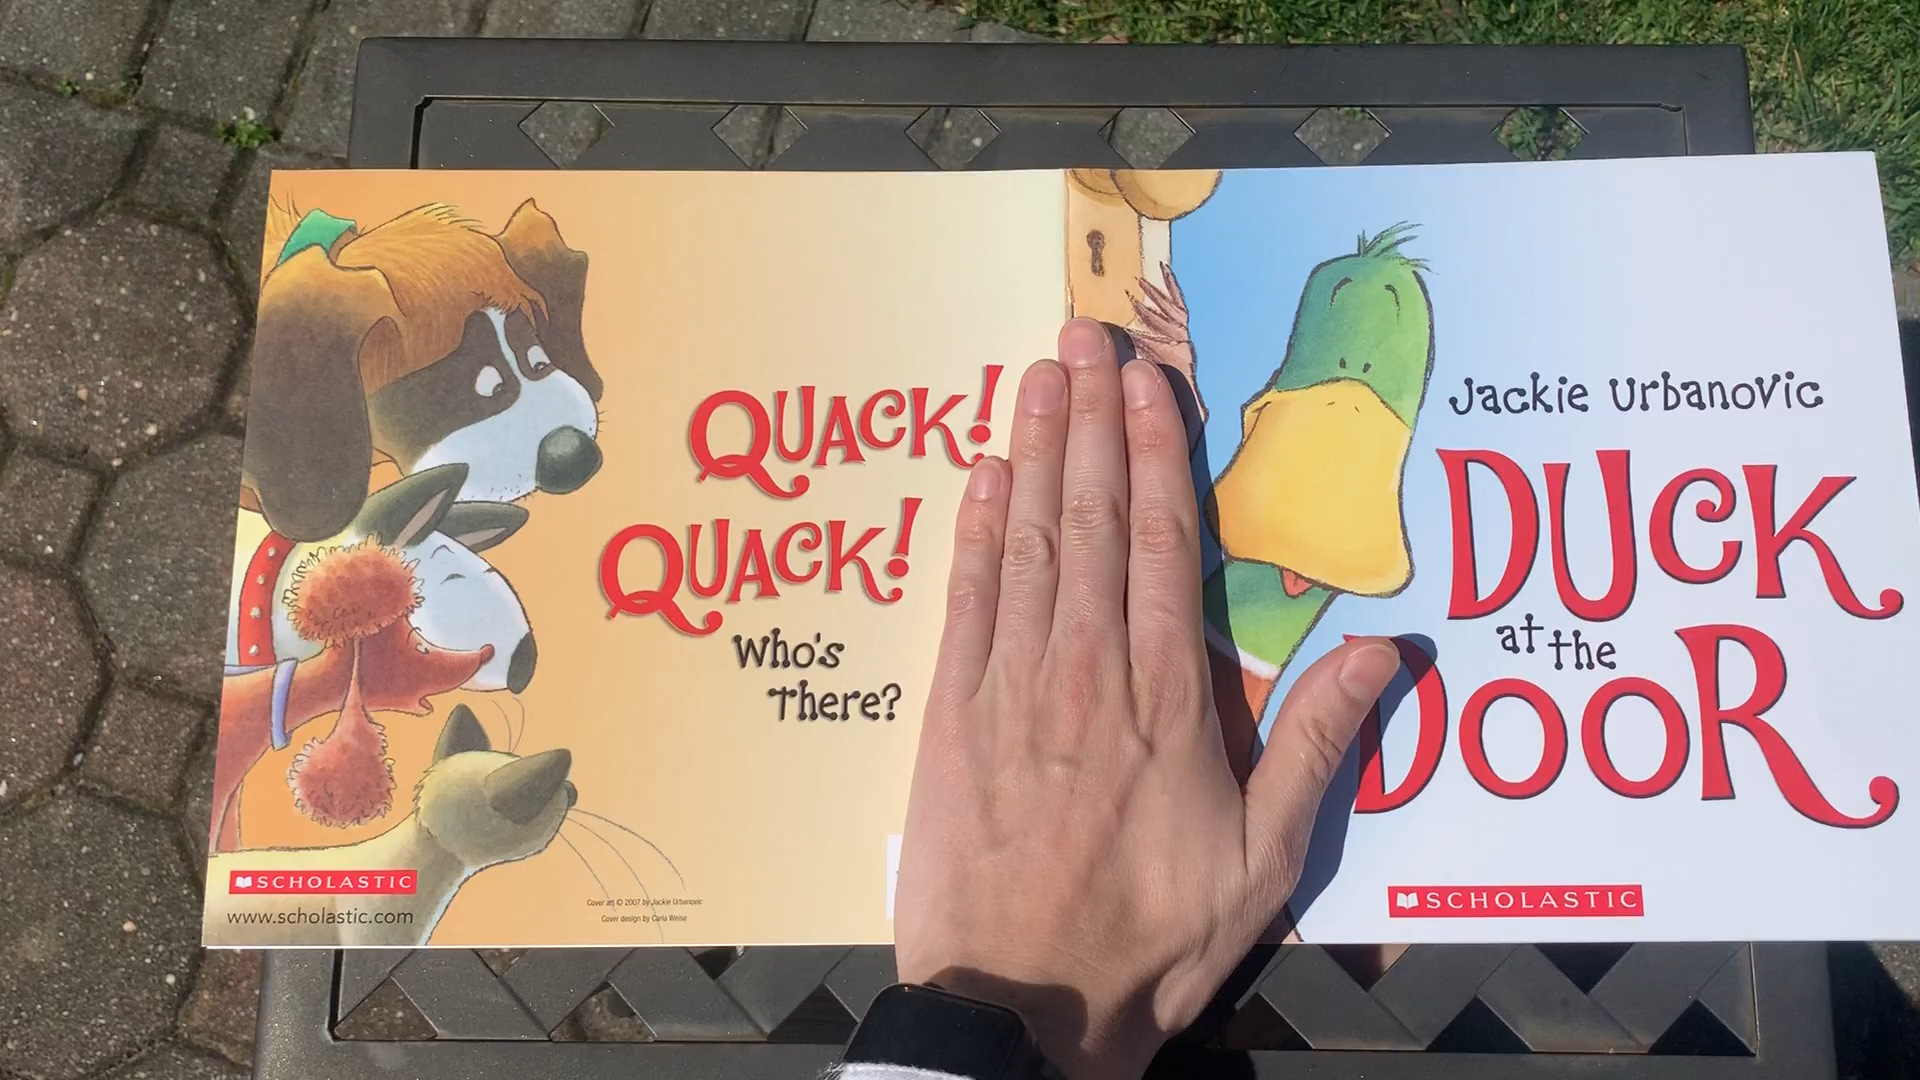 QUACK!
QUACK!
Who's
There?
SCHOLASTIC
www.scholastic.com
Cover art © 2007 by Jackie Urbanovic
Cover design by Carla Weise
Jackie Urbanovic
DUCK
at the
DOOR
SCHOLASTIC